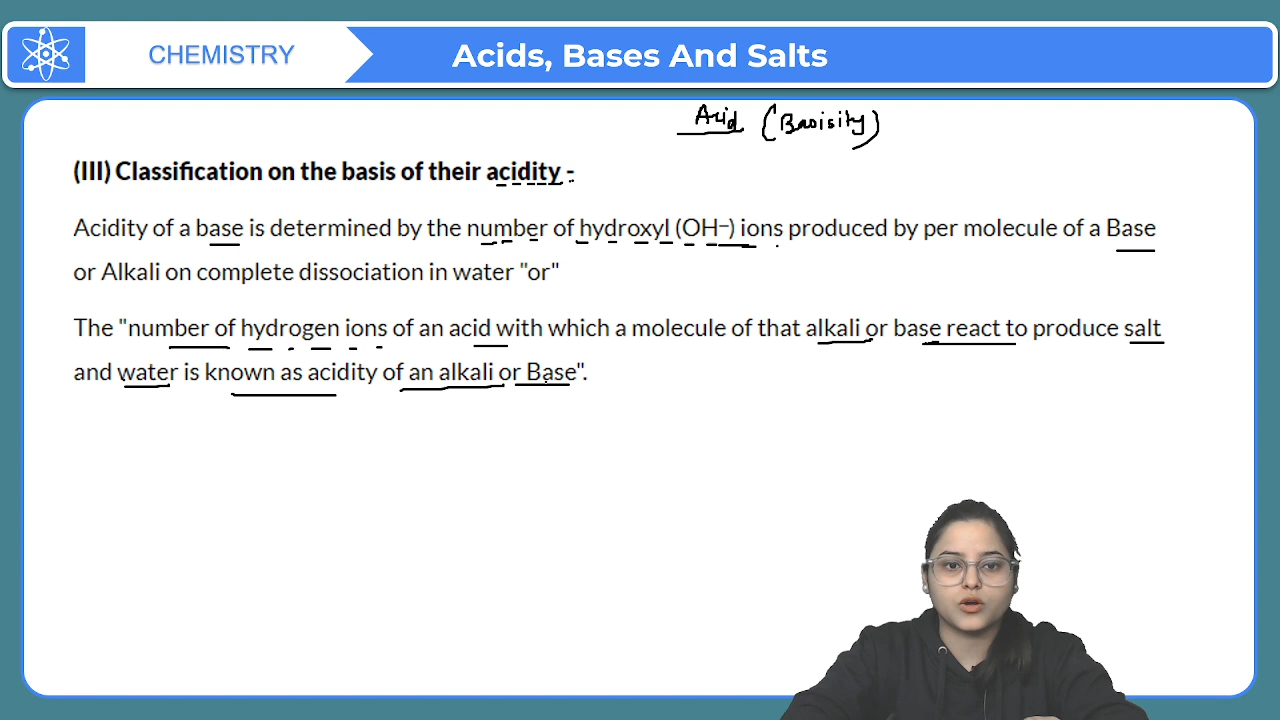 CHEMISTRY
Acids, Bases And Salts
Acid (Basisity)
(III) Classification on the basis of their acidity -
Acidity of a base is determined by the number of hydroxyl (OH−) ions produced by per molecule of a Base
or Alkali on complete dissociation in water "or"
The "number of hydrogen ions of an acid with which a molecule of that alkali or base react to produce salt
and water is known as acidity of an alkali or Base".